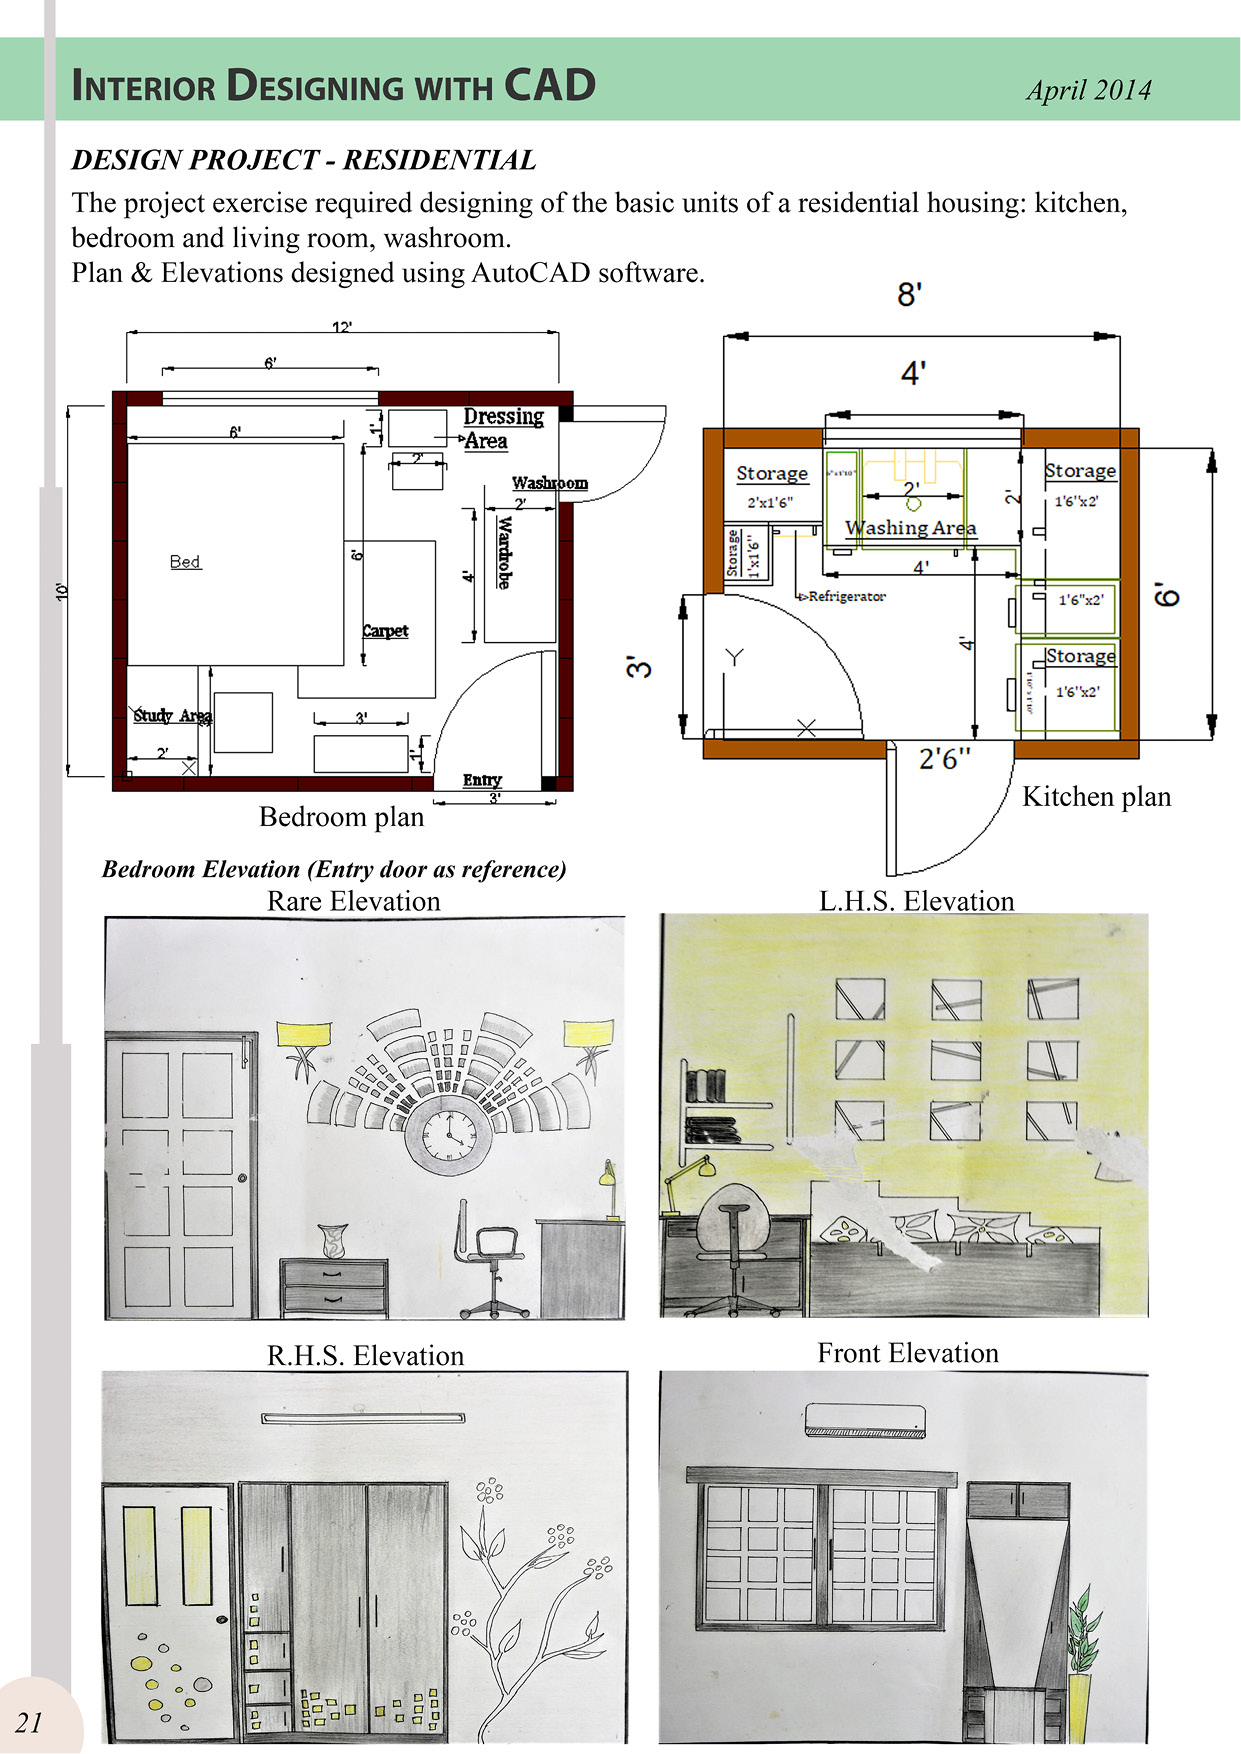 INTERIOR DESIGNING WITH CAD
April 2014
DESIGN PROJECT - RESIDENTIAL
The project exercise required designing of the basic units of a residential housing: kitchen,
bedroom and living room, washroom.
Plan & Elevations designed using AutoCAD software.
12'
6'
10'
6'
1'
Dressing
Area
2'
Washroom
2'
Wardrobe
4'
Bed
6'
Carpet
Study Area
2'
X
3'
1'
Entry
3'
Bedroom plan
8'
4'
Storage
2'x1'6"
2'
Washing Area
2'
Storage
1'6"x2'
Storage
1'x1'6"
4'
Refrigerator
1'6"x2'
6'
3'
Y
4'
Storage
1'6"x2'
X
2'6"
Kitchen plan
Bedroom Elevation (Entry door as reference)
Rare Elevation
L.H.S. Elevation
R.H.S. Elevation
Front Elevation
21